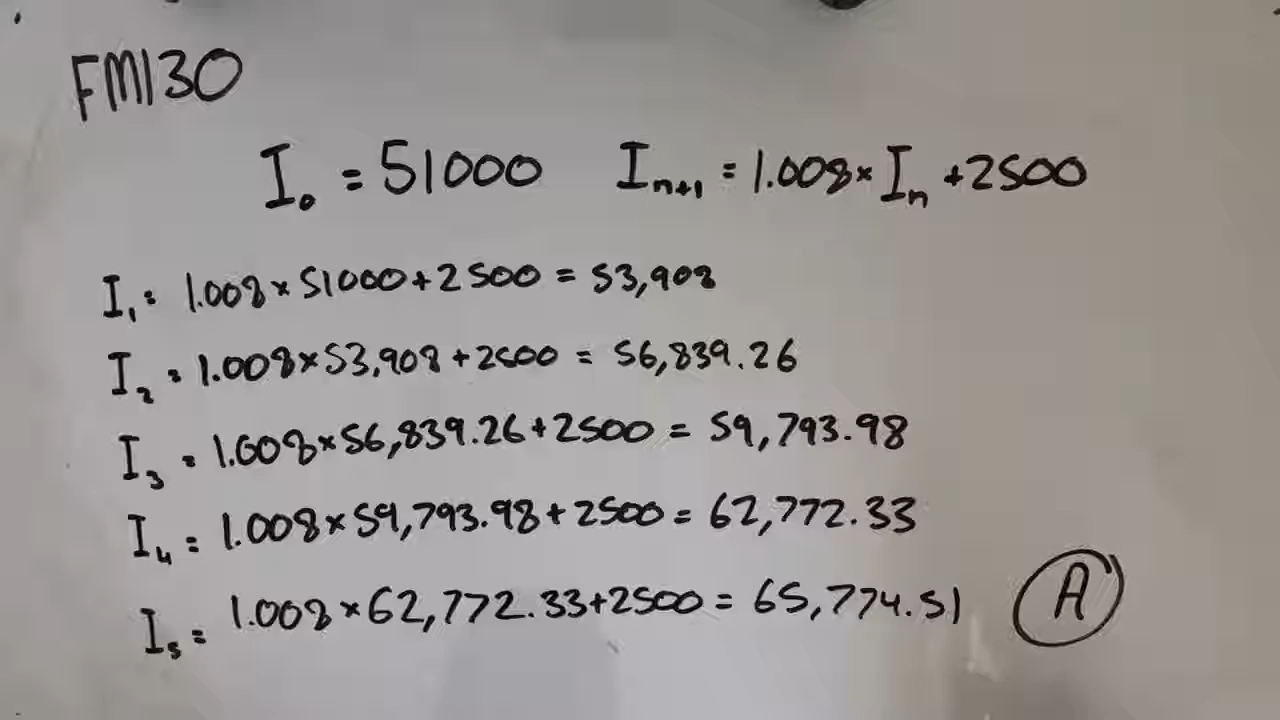 FM130
I₀ = 51000 Iₙ₊₁ = 1.008 × Iₙ + 2500
I₁ = 1.008 × 51000 + 2500 = 53,908
I₂ = 1.008 × 53,908 + 2500 = 56,839.26
I₃ = 1.008 × 56,839.26 + 2500 = 59,793.98
I₄ = 1.008 × 59,793.98 + 2500 = 62,772.33
I₅ = 1.008 × 62,772.33 + 2500 = 65,774.51 A